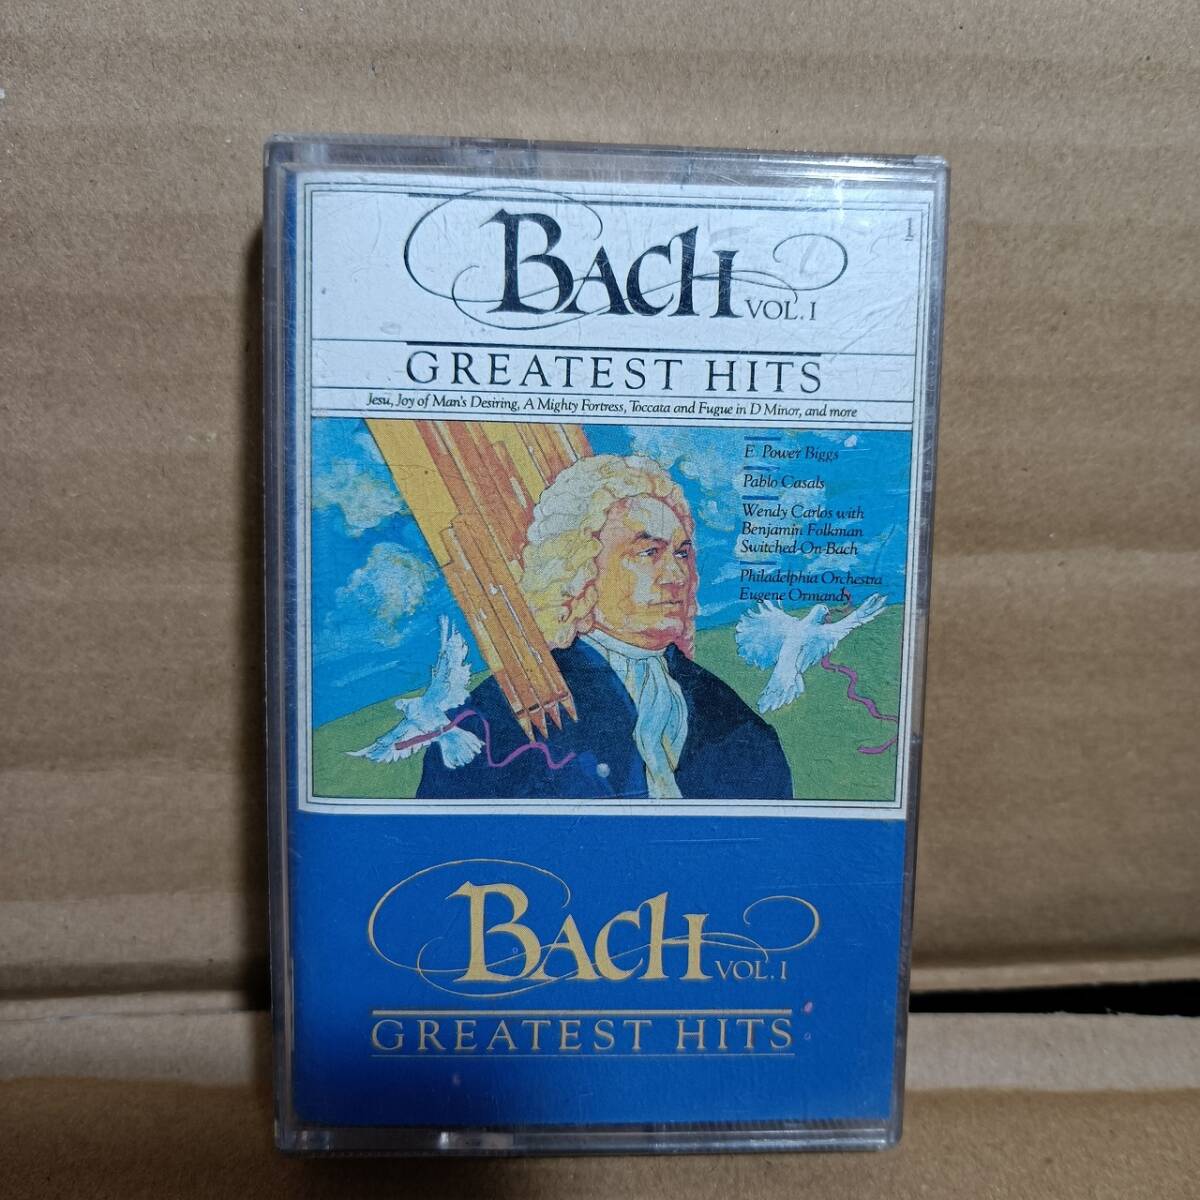 1
BACH VOL. I
GREATEST HITS
Jesu, Joy of Man's Desiring, A Mighty Fortress, Toccata and Fugue in D Minor, and more
E. Power Biggs
Pablo Casals
Wendy Carlos with
Benjamin Folkman
Switched-On Bach
Philadelphia Orchestra
Eugene Ormandy
BACH VOL. I
GREATEST HITS